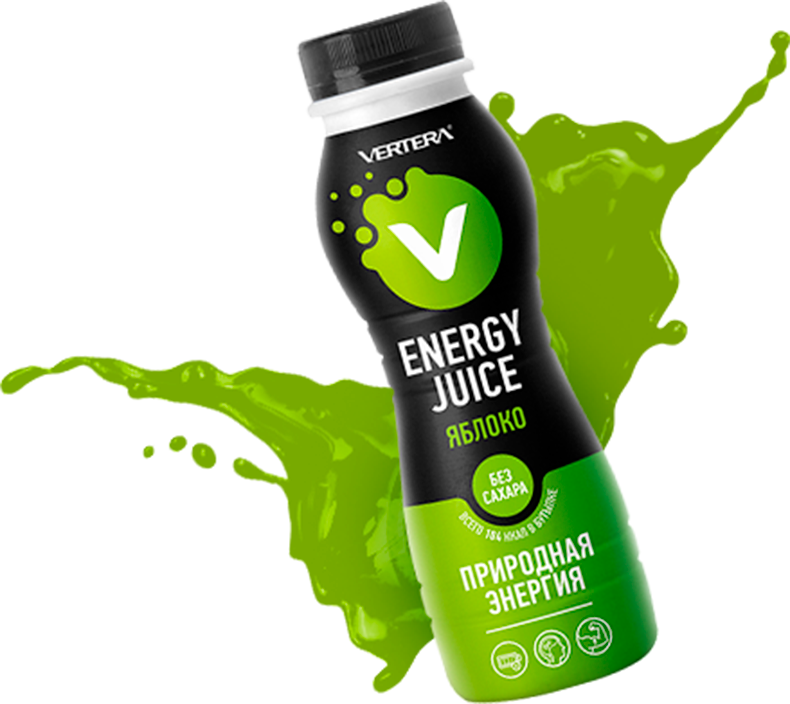 VERTERA®
V
ENERGY
JUICE
ЯБЛОКО
БЕЗ
САХАРА
ВСЕГО 184 ККАЛ В БУТЫЛКЕ
ПРИРОДНАЯ
ЭНЕРГИЯ